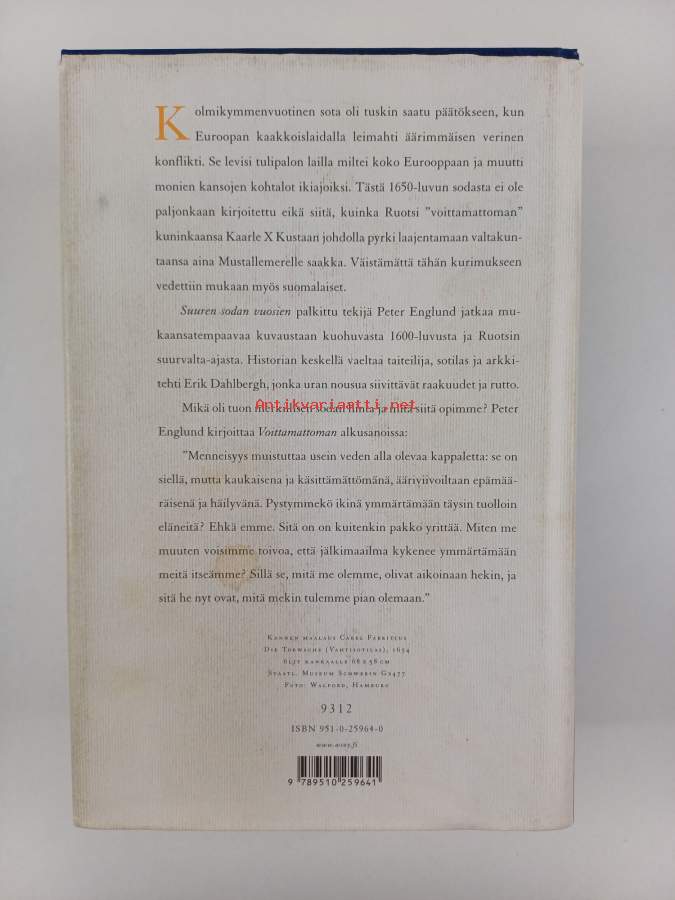 Kolmikymmenvuotinen sota oli tuskin saatu päätökseen, kun
Euroopan kaakkoislaidalla leimahti äärimmäisen verinen
konflikti. Se levisi tulipalon lailla miltei koko Eurooppaan ja muutti
monien kansojen kohtalot ikiajoiksi. Tästä 1650-luvun sodasta ei ole
paljonkaan kirjoitettu eikä siitä, kuinka Ruotsi ”voittamattoman”
kuninkaansa Kaarle X Kustaan johdolla pyrki laajentamaan valtakun-
taansa aina Mustallemerelle saakka. Väistämättä tähän kurimukseen
vedettiin mukaan myös suomalaiset.
Suuren sodan vuosien palkittu tekijä Peter Englund jatkaa mu-
kaansatempaavaa kuvaustaan kuohuvasta 1600-luvusta ja Ruotsin
suurvalta-ajasta. Historian keskellä vaeltaa taiteilija, sotilas ja arkki-
tehti Erik Dahlbergh, jonka uran nousua siivittävät raakuudet ja rutto.
Antikvariaatti.net
Mikä oli tuon merkillisen sodan hinta ja mitä siitä opimme? Peter
Englund kirjoittaa Voittamattoman alkusanoissa:
”Menneisyys muistuttaa usein veden alla olevaa kappaletta: se on
siellä, mutta kaukaisena ja käsittämättömänä, ääriviivoiltaan epämää-
räisenä ja häilyvänä. Pystymmekö ikinä ymmärtämään täysin tuolloin
eläneitä? Ehkä emme. Sitä on on kuitenkin pakko yrittää. Miten me
muuten voisimme toivoa, että jälkimaailma kykenee ymmärtämään
meitä itseämme? Sillä se, mitä me olemme, olivat aikoinaan hekin, ja
sitä he nyt ovat, mitä mekin tulemme pian olemaan.”
Kannen maalaus Carel Fabritius
Die Torwache (Vahtisotilas), 1654
öljy kankaalle 68 x 58 cm
Staatl. Museum Schwerin G2477
Foto: Walford, Hamburg
9312
ISBN 951-0-25964-0
www.wsoy.fi
9 789510 259641